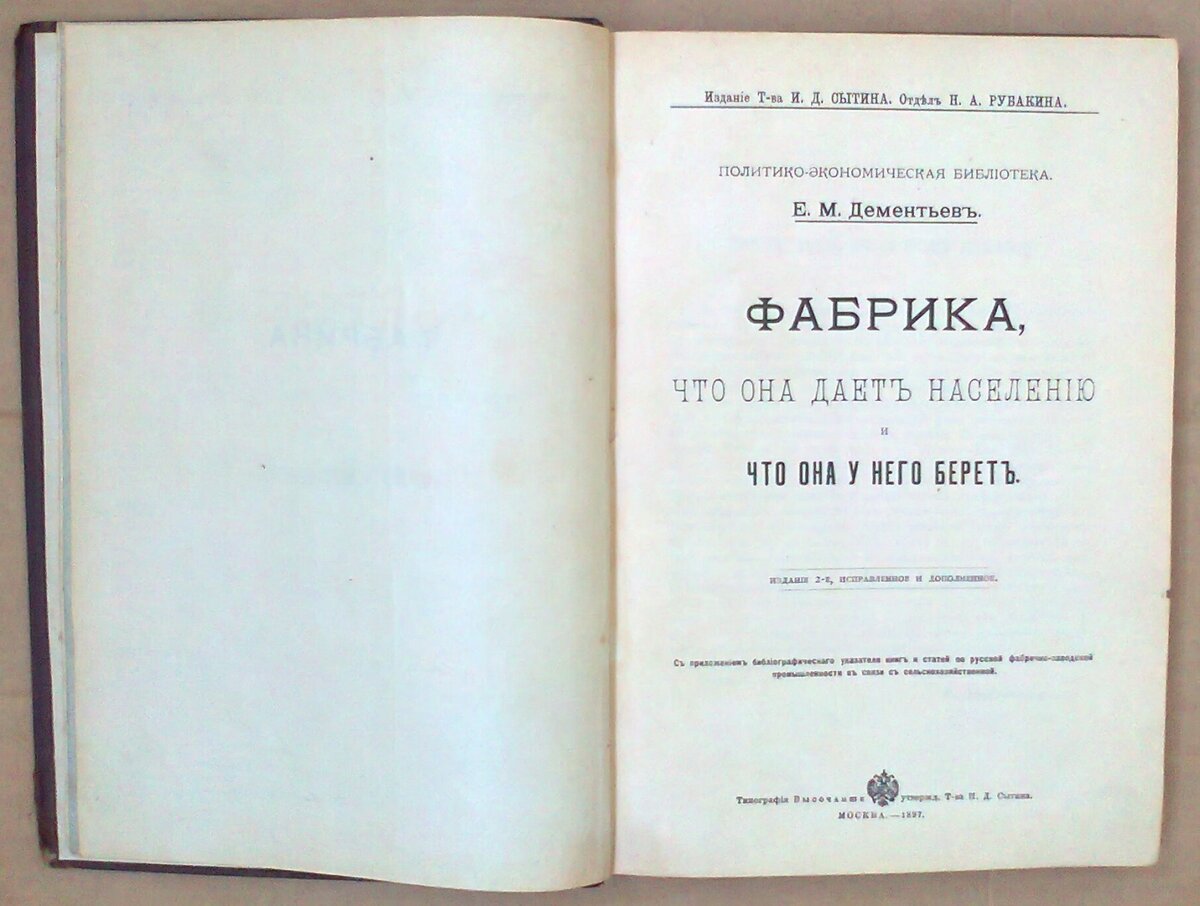 Изданіе Т-ва И. Д. СЫТИНА. Отдѣлъ Н. А. РУБАКИНА.
ПОЛИТИКО-ЭКОНОМИЧЕСКАЯ БИБЛІОТЕКА.
Е. М. Дементьевъ.
ФАБРИКА,
ЧТО ОНА ДАЕТЪ НАСЕЛЕНІЮ
И
ЧТО ОНА У НЕГО БЕРЕТЪ.
ИЗДАНІЕ 2-Е, ИСПРАВЛЕННОЕ И ДОПОЛНЕННОЕ.
Съ приложеніемъ библіографическаго указателя книгъ и статей по русской фабрично-заводской
промышленности въ связи съ сельскохозяйственной.
Типографія Высочайше утвержд. Т-ва И. Д. Сытина.
МОСКВА.—1897.